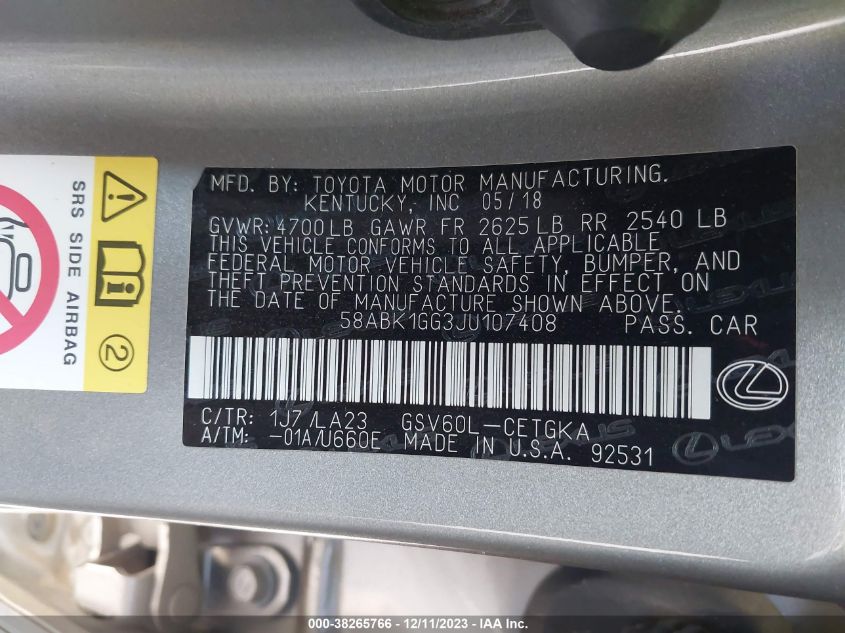 MFD. BY: TOYOTA MOTOR MANUFACTURING.
KENTUCKY, INC 05/18
GVWR: 4700LB GAWR FR 2625LB RR 2540 LB
THIS VEHICLE CONFORMS TO ALL APPLICABLE
FEDERAL MOTOR VEHICLE SAFETY, BUMPER, AND
THEFT PREVENTION STANDARDS IN EFFECT ON
THE DATE OF MANUFACTURE SHOWN ABOVE.
58ABK1GG3JU107408 PASS. CAR
C/TR: 1J7 /LA23 GSV60L-CETGKA
A/TM: -01A/U660E MADE IN U.S.A. 92531
LEXUS
SRS SIDE AIRBAG
2
000-38265766 - 12/11/2023 - IAA Inc.